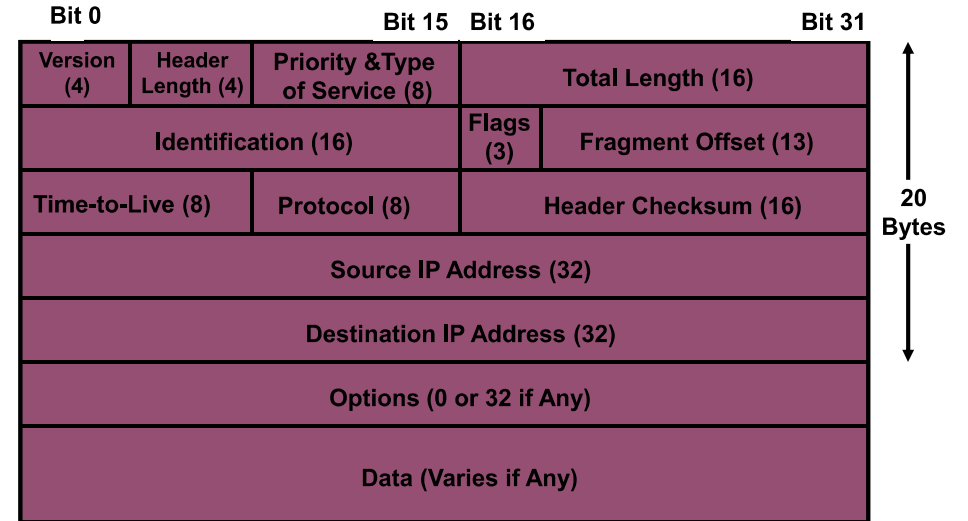 Bit 0
Bit 15
Bit 16
Bit 31
Version
(4)
Header
Length (4)
Priority &Type
of Service (8)
Total Length (16)
Identification (16)
Flags
(3)
Fragment Offset (13)
Time-to-Live (8)
Protocol (8)
Header Checksum (16)
20
Bytes
Source IP Address (32)
Destination IP Address (32)
Options (0 or 32 if Any)
Data (Varies if Any)